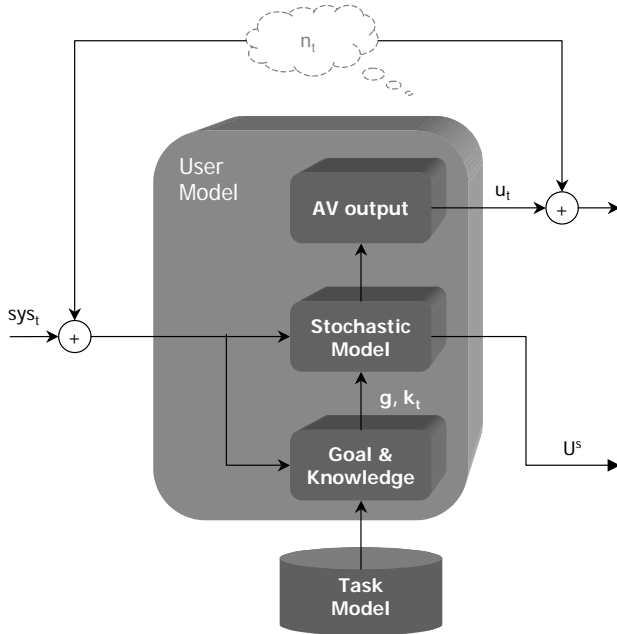 n_t
User
Model
AV output
u_t
+
sys_t
+
Stochastic
Model
g, k_t
Goal &
Knowledge
U^s
Task
Model